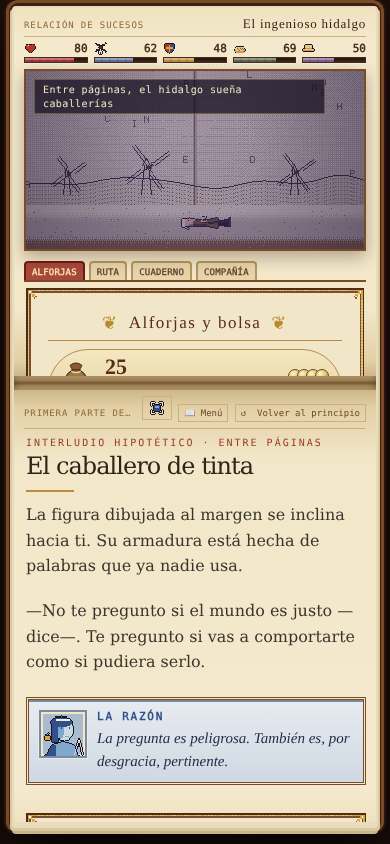 RELACIÓN DE SUCESOS
El ingenioso hidalgo
80 62 48 69 50
Entre páginas, el hidalgo sueña
caballerías
L
H
C I N
E D
P
Z
ALFORJAS RUTA CUADERNO COMPAÑÍA
Alforjas y bolsa
25
PRIMERA PARTE DE… Menú Volver al principio
INTERLUDIO HIPOTÉTICO · ENTRE PÁGINAS
El caballero de tinta
La figura dibujada al margen se inclina
hacia ti. Su armadura está hecha de
palabras que ya nadie usa.
—No te pregunto si el mundo es justo —
dice—. Te pregunto si vas a comportarte
como si pudiera serlo.
LA RAZÓN
La pregunta es peligrosa. También es, por
desgracia, pertinente.